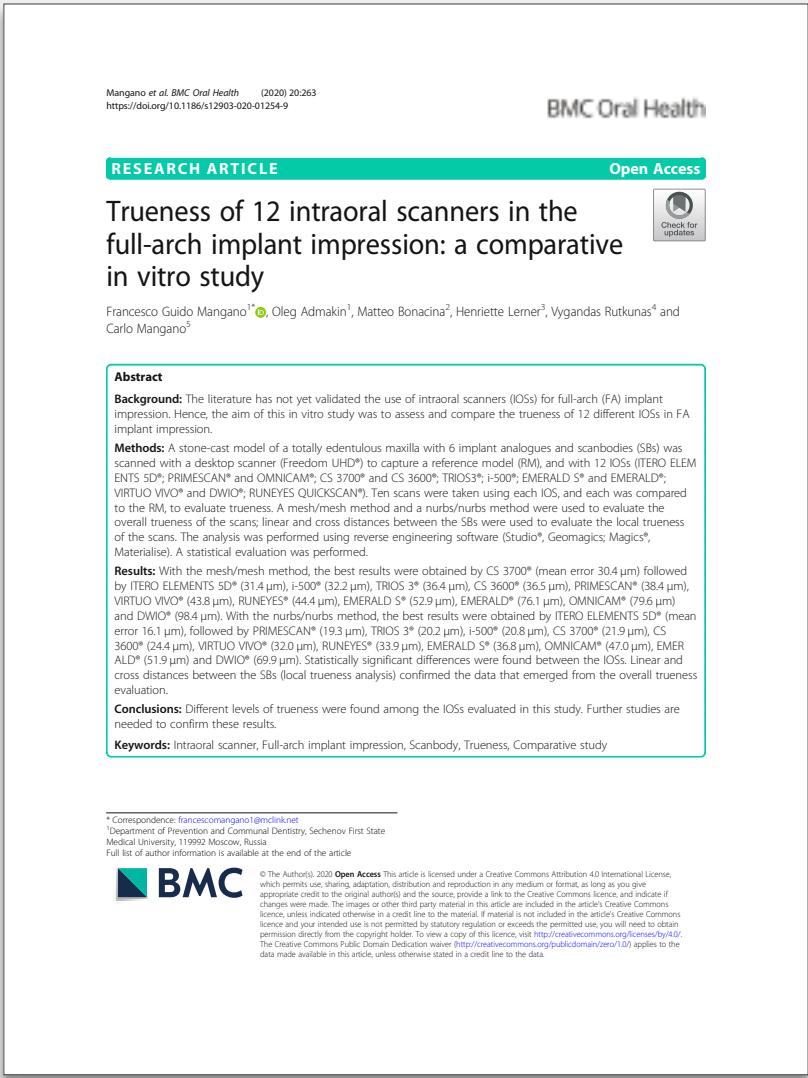 Mangano et al. BMC Oral Health (2020) 20:263
https://doi.org/10.1186/s12903-020-01254-9
BMC Oral Health
RESEARCH ARTICLE Open Access
Trueness of 12 intraoral scanners in the
full-arch implant impression: a comparative
in vitro study
Check for
updates
Francesco Guido Mangano1*, Oleg Admakin1, Matteo Bonacina2, Henriette Lerner3, Vygandas Rutkunas4 and
Carlo Mangano5
Abstract
Background: The literature has not yet validated the use of intraoral scanners (IOSs) for full-arch (FA) implant
impression. Hence, the aim of this in vitro study was to assess and compare the trueness of 12 different IOSs in FA
implant impression.
Methods: A stone-cast model of a totally edentulous maxilla with 6 implant analogues and scanbodies (SBs) was
scanned with a desktop scanner (Freedom UHD®) to capture a reference model (RM), and with 12 IOSs (ITERO ELEM
ENTS 5D®; PRIMESCAN® and OMNICAM®; CS 3700® and CS 3600®; TRIOS3®; i-500®; EMERALD S® and EMERALD®;
VIRTUO VIVO® and DWIO®; RUNEYES QUICKSCAN®). Ten scans were taken using each IOS, and each was compared
to the RM, to evaluate trueness. A mesh/mesh method and a nurbs/nurbs method were used to evaluate the
overall trueness of the scans; linear and cross distances between the SBs were used to evaluate the local trueness
of the scans. The analysis was performed using reverse engineering software (Studio®, Geomagics; Magics®,
Materialise). A statistical evaluation was performed.
Results: With the mesh/mesh method, the best results were obtained by CS 3700® (mean error 30.4 μm) followed
by ITERO ELEMENTS 5D® (31.4 μm), i-500® (32.2 μm), TRIOS 3® (36.4 μm), CS 3600® (36.5 μm), PRIMESCAN® (38.4 μm),
VIRTUO VIVO® (43.8 μm), RUNEYES® (44.4 μm), EMERALD S® (52.9 μm), EMERALD® (76.1 μm), OMNICAM® (79.6 μm)
and DWIO® (98.4 μm). With the nurbs/nurbs method, the best results were obtained by ITERO ELEMENTS 5D® (mean
error 16.1 μm), followed by PRIMESCAN® (19.3 μm), TRIOS 3® (20.2 μm), i-500® (20.8 μm), CS 3700® (21.9 μm), CS
3600® (24.4 μm), VIRTUO VIVO® (32.0 μm), RUNEYES® (33.9 μm), EMERALD S® (36.8 μm), OMNICAM® (47.0 μm), EMER
ALD® (51.9 μm) and DWIO® (69.9 μm). Statistically significant differences were found between the IOSs. Linear and
cross distances between the SBs (local trueness analysis) confirmed the data that emerged from the overall trueness
evaluation.
Conclusions: Different levels of trueness were found among the IOSs evaluated in this study. Further studies are
needed to confirm these results.
Keywords: Intraoral scanner, Full-arch implant impression, Scanbody, Trueness, Comparative study
* Correspondence: francescomangano1@mclink.net
1Department of Prevention and Communal Dentistry, Sechenov First State
Medical University, 119992 Moscow, Russia
Full list of author information is available at the end of the article
BMC
© The Author(s). 2020 Open Access This article is licensed under a Creative Commons Attribution 4.0 International License,
which permits use, sharing, adaptation, distribution and reproduction in any medium or format, as long as you give
appropriate credit to the original author(s) and the source, provide a link to the Creative Commons licence, and indicate if
changes were made. The images or other third party material in this article are included in the article's Creative Commons
licence, unless indicated otherwise in a credit line to the material. If material is not included in the article's Creative Commons
licence and your intended use is not permitted by statutory regulation or exceeds the permitted use, you will need to obtain
permission directly from the copyright holder. To view a copy of this licence, visit http://creativecommons.org/licenses/by/4.0/.
The Creative Commons Public Domain Dedication waiver (http://creativecommons.org/publicdomain/zero/1.0/) applies to the
data made available in this article, unless otherwise stated in a credit line to the data.